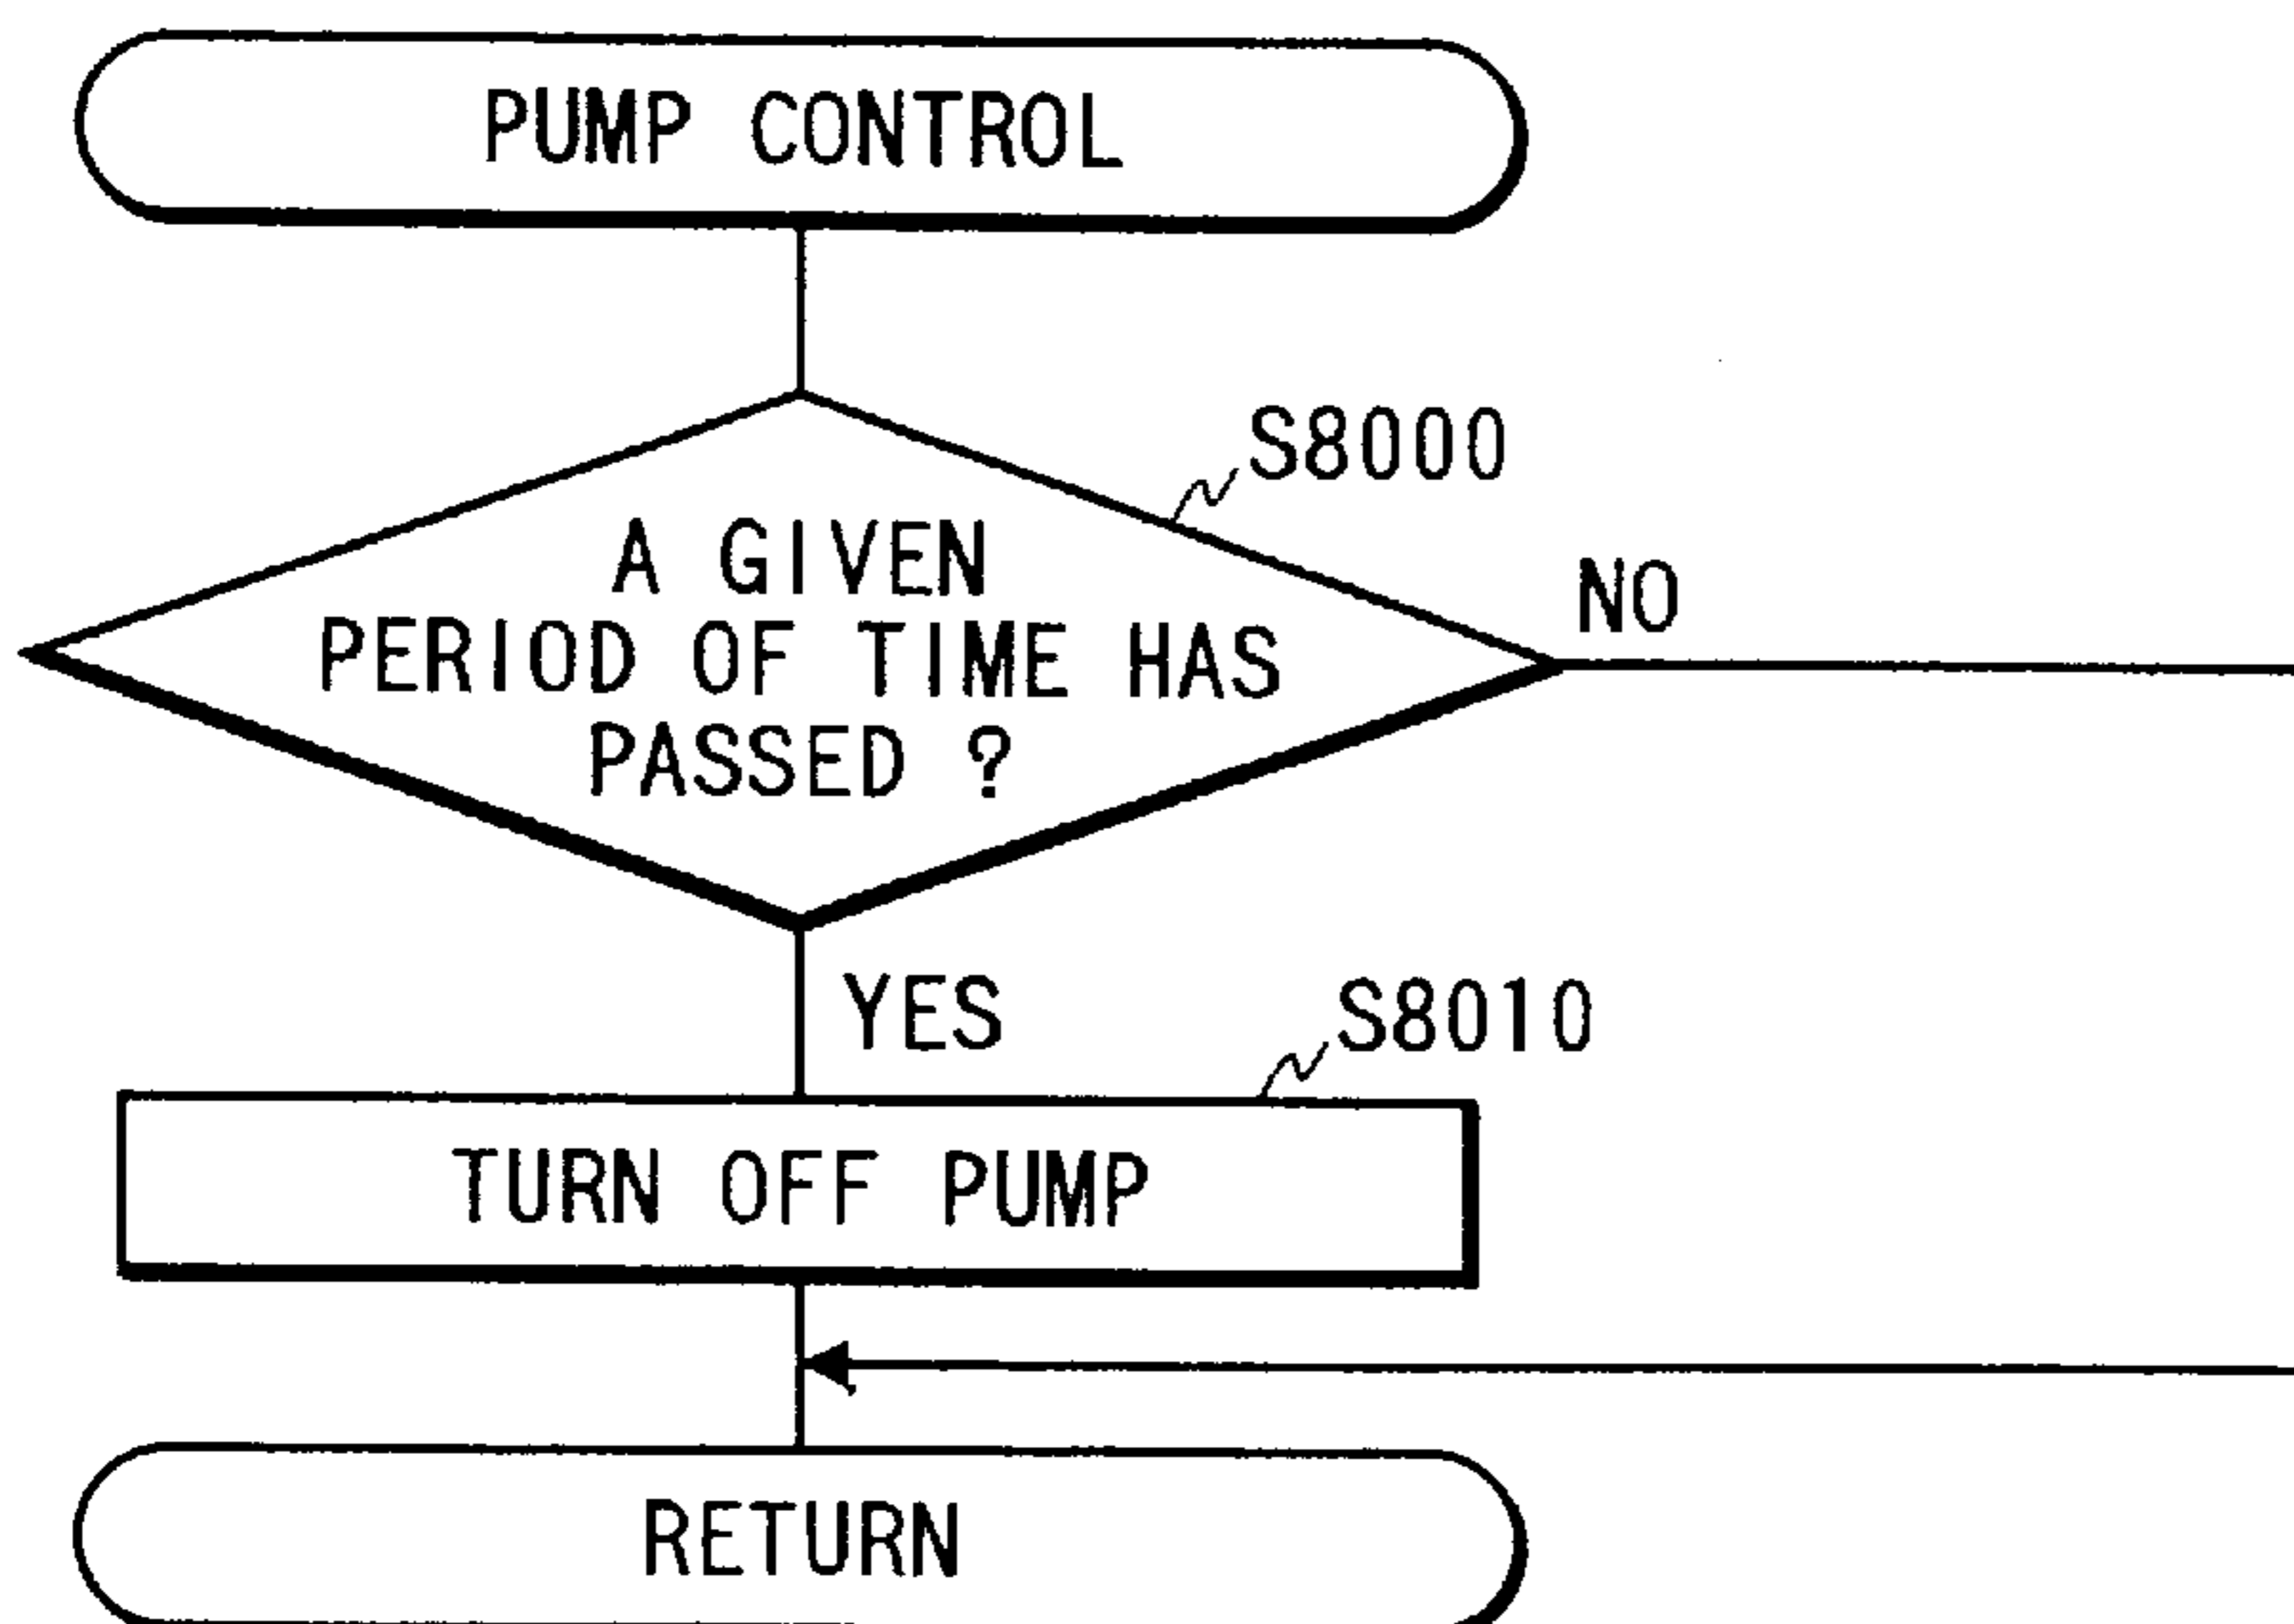 PUMP CONTROL
S8000
A GIVEN
PERIOD OF TIME HAS
PASSED ?
NO
YES
S8010
TURN OFF PUMP
RETURN